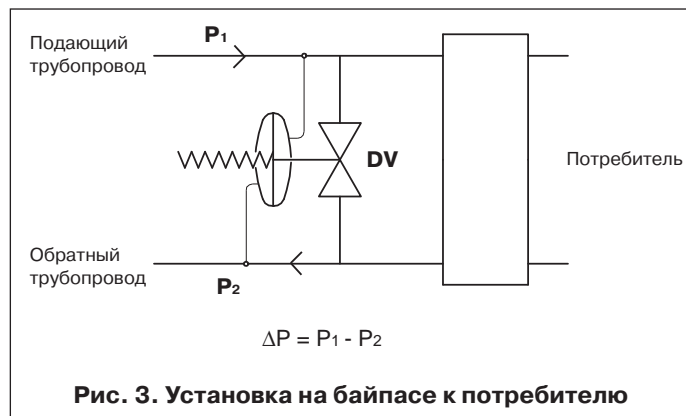 Подающий
трубопровод
P1
DV
Потребитель
Обратный
трубопровод
P2
ΔP = P1 - P2
Рис. 3. Установка на байпасе к потребителю